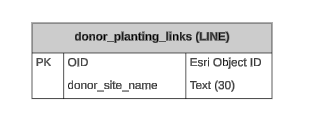 donor_planting_links (LINE)
PK OID Esri Object ID
donor_site_name Text (30)